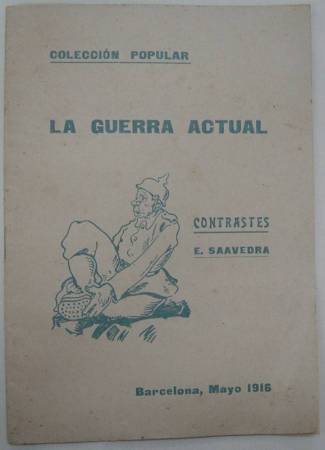 COLECCIÓN POPULAR
LA GUERRA ACTUAL
CONTRASTES
E. SAAVEDRA
Barcelona, Mayo 1916